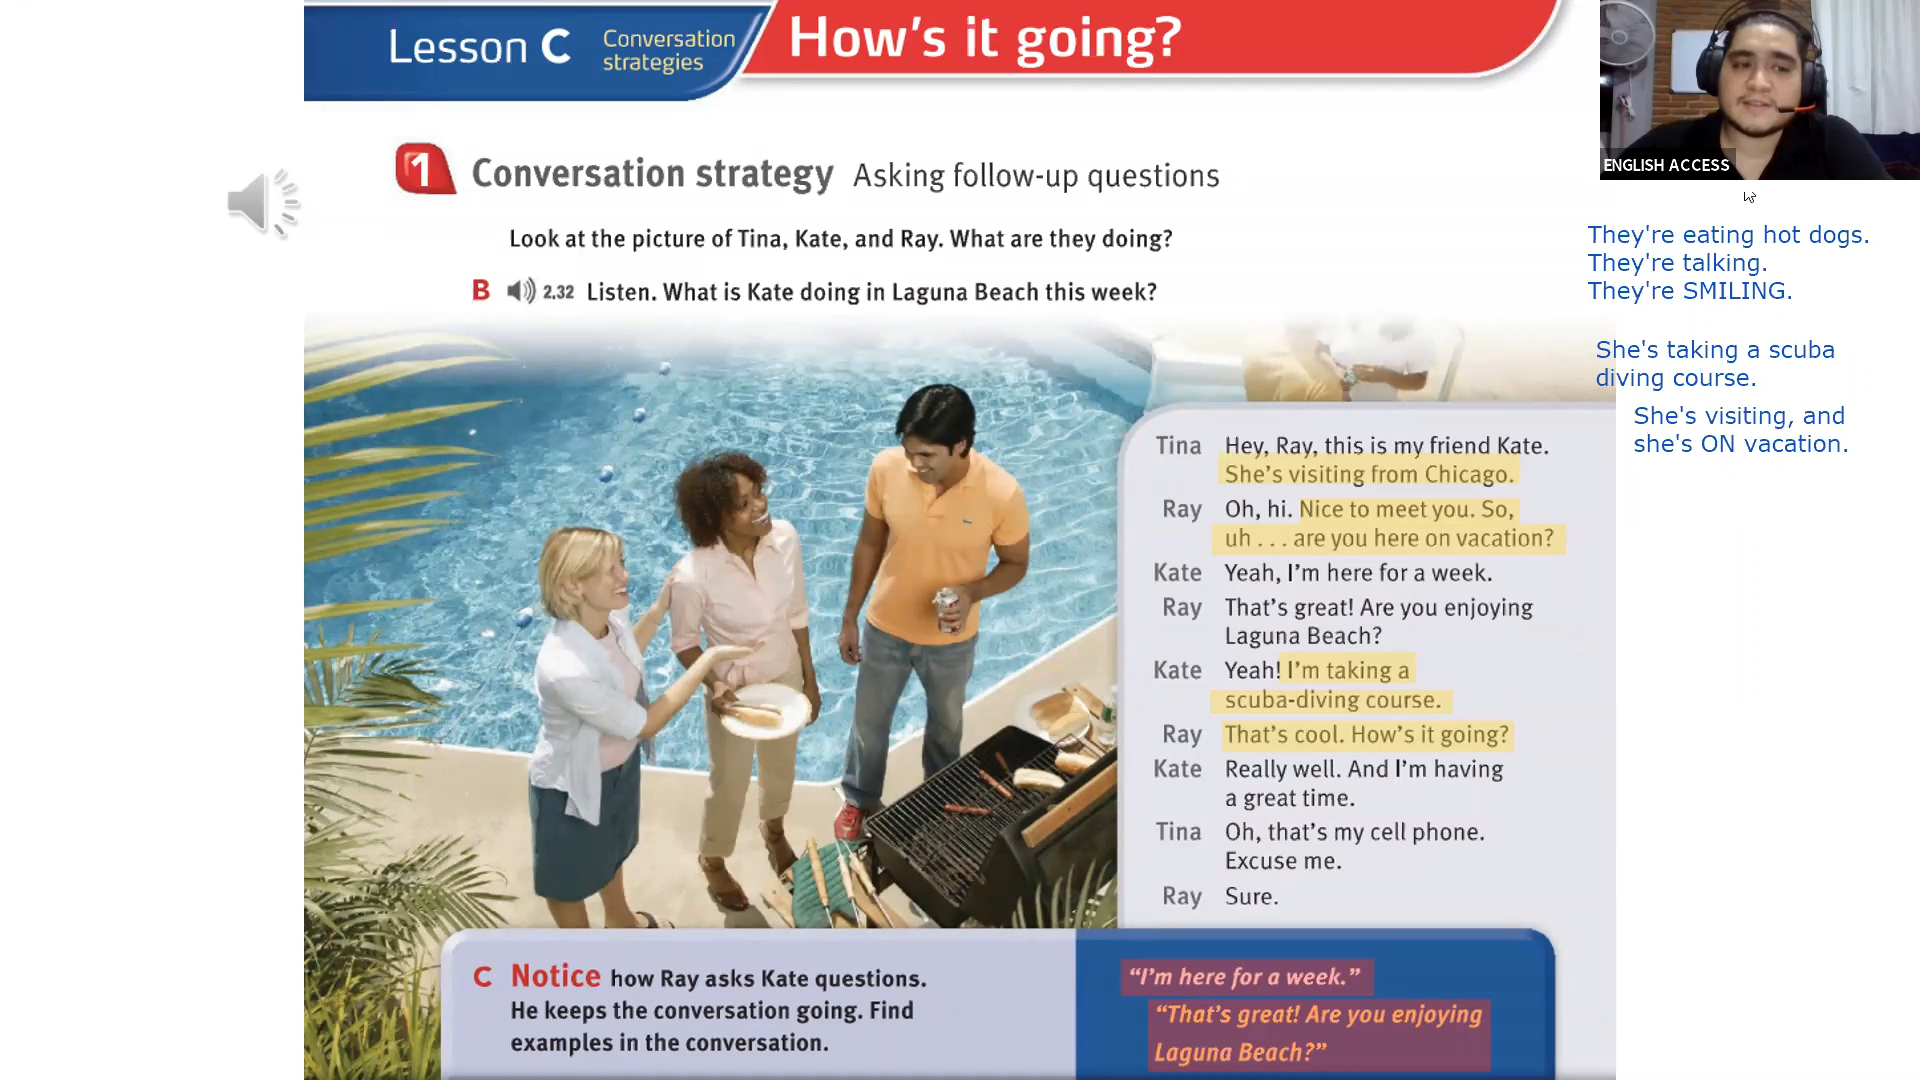 Lesson C
Conversation
strategies
How's it going?
1 Conversation strategy Asking follow-up questions
Look at the picture of Tina, Kate, and Ray. What are they doing?
B 2.32 Listen. What is Kate doing in Laguna Beach this week?
Tina Hey, Ray, this is my friend Kate.
She's visiting from Chicago.
Ray Oh, hi. Nice to meet you. So,
uh . . . are you here on vacation?
Kate Yeah, I'm here for a week.
Ray That's great! Are you enjoying
Laguna Beach?
Kate Yeah! I'm taking a
scuba-diving course.
Ray That's cool. How's it going?
Kate Really well. And I'm having
a great time.
Tina Oh, that's my cell phone.
Excuse me.
Ray Sure.
C Notice how Ray asks Kate questions.
He keeps the conversation going. Find
examples in the conversation.
"I'm here for a week."
"That's great! Are you enjoying
Laguna Beach?"
ENGLISH ACCESS
They're eating hot dogs.
They're talking.
They're SMILING.
She's taking a scuba
diving course.
She's visiting, and
she's ON vacation.